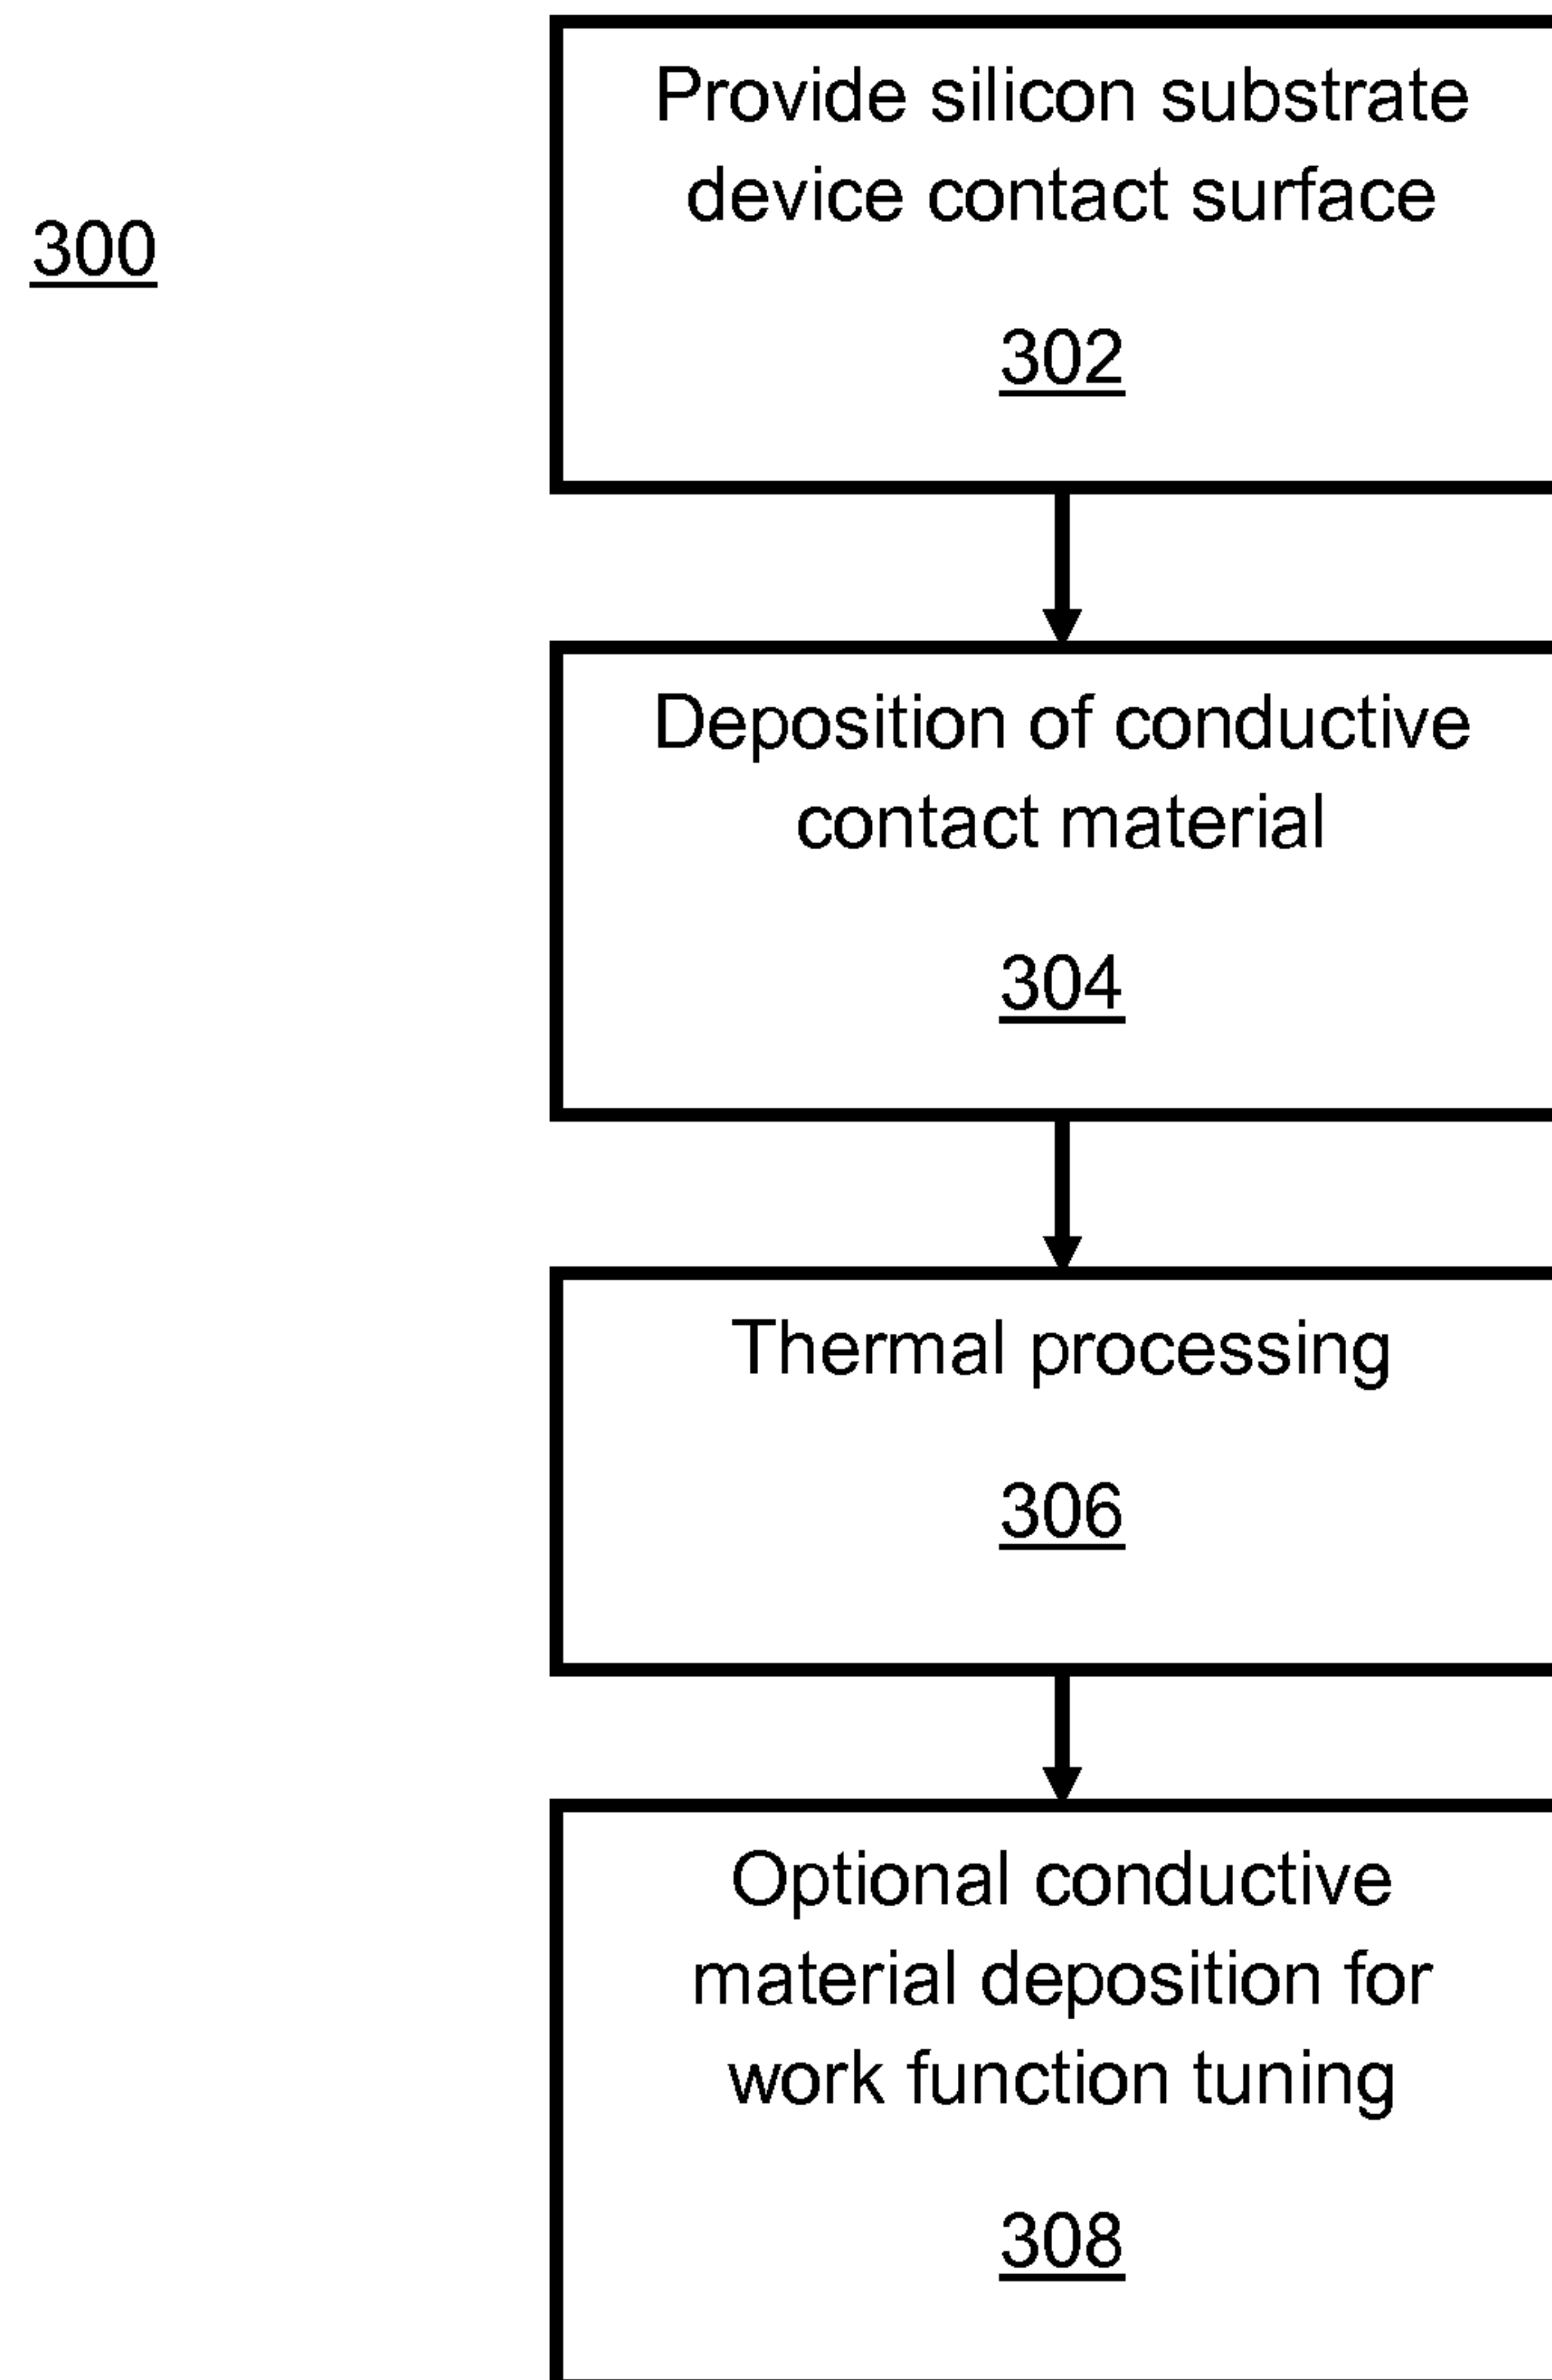 300
Provide silicon substrate
device contact surface
302
Deposition of conductive
contact material
304
Thermal processing
306
Optional conductive
material deposition for
work function tuning
308